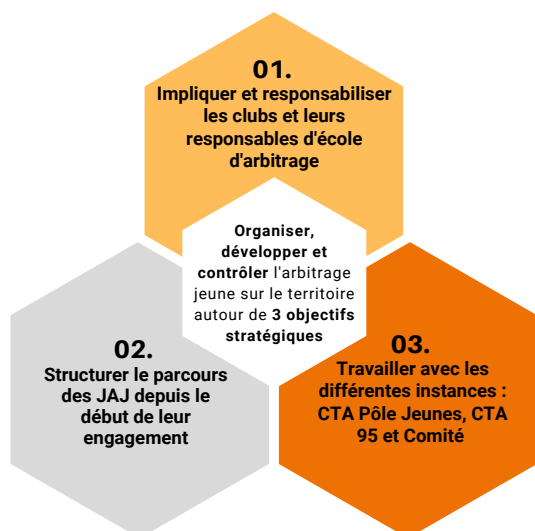 01.
Impliquer et responsabiliser
les clubs et leurs
responsables d'école
d'arbitrage
Organiser,
développer et
contrôler l'arbitrage
jeune sur le territoire
autour de 3 objectifs
stratégiques
02.
Structurer le parcours
des JAJ depuis le
début de leur
engagement
03.
Travailler avec les
différentes instances :
CTA Pôle Jeunes, CTA
95 et Comité